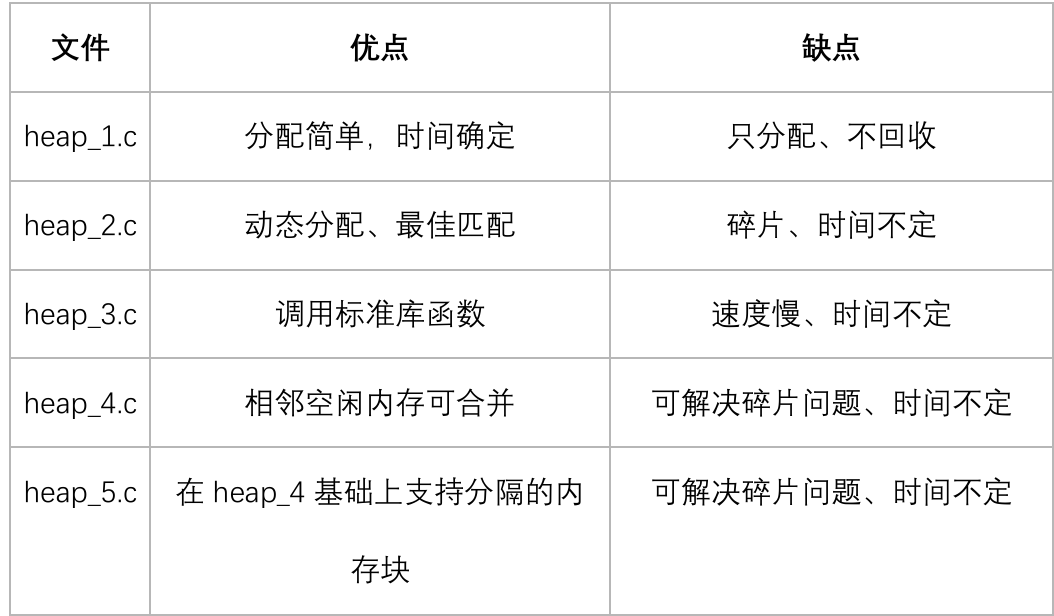 文件 优点 缺点
heap_1.c 分配简单，时间确定 只分配、不回收
heap_2.c 动态分配、最佳匹配 碎片、时间不定
heap_3.c 调用标准库函数 速度慢、时间不定
heap_4.c 相邻空闲内存可合并 可解决碎片问题、时间不定
heap_5.c 在 heap_4 基础上支持分隔的内 可解决碎片问题、时间不定
存块